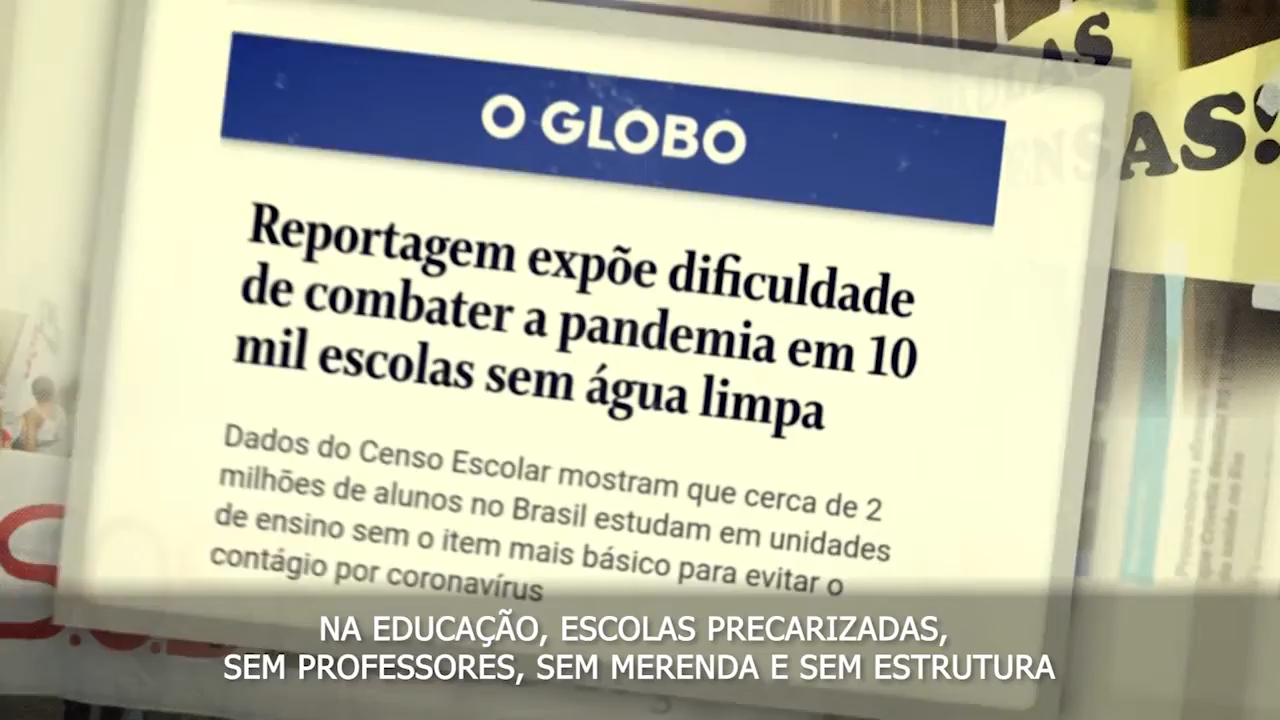 O GLOBO
Reportagem expõe dificuldade
de combater a pandemia em 10
mil escolas sem água limpa
Dados do Censo Escolar mostram que cerca de 2
milhões de alunos no Brasil estudam em unidades
de ensino sem o item mais básico para evitar o
contágio por coronavírus
NA EDUCAÇÃO, ESCOLAS PRECARIZADAS,
SEM PROFESSORES, SEM MERENDA E SEM ESTRUTURA